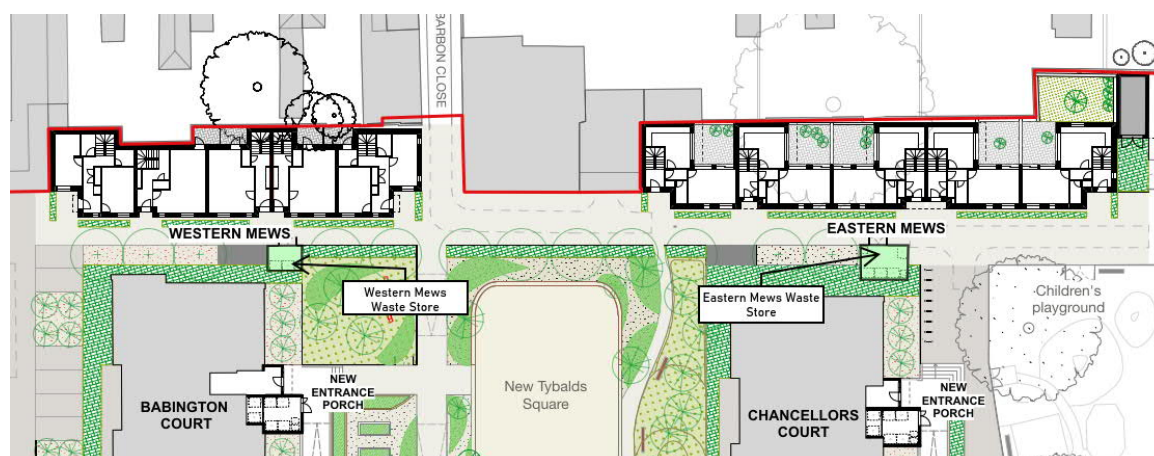 BARBON CLOSE
WESTERN MEWS
EASTERN MEWS
Western Mews
Waste Store
Eastern Mews Waste
Store
Children's
playground
New Tybalds
Square
BABINGTON
COURT
NEW
ENTRANCE
PORCH
CHANCELLORS
COURT
NEW
ENTRANCE
PORCH